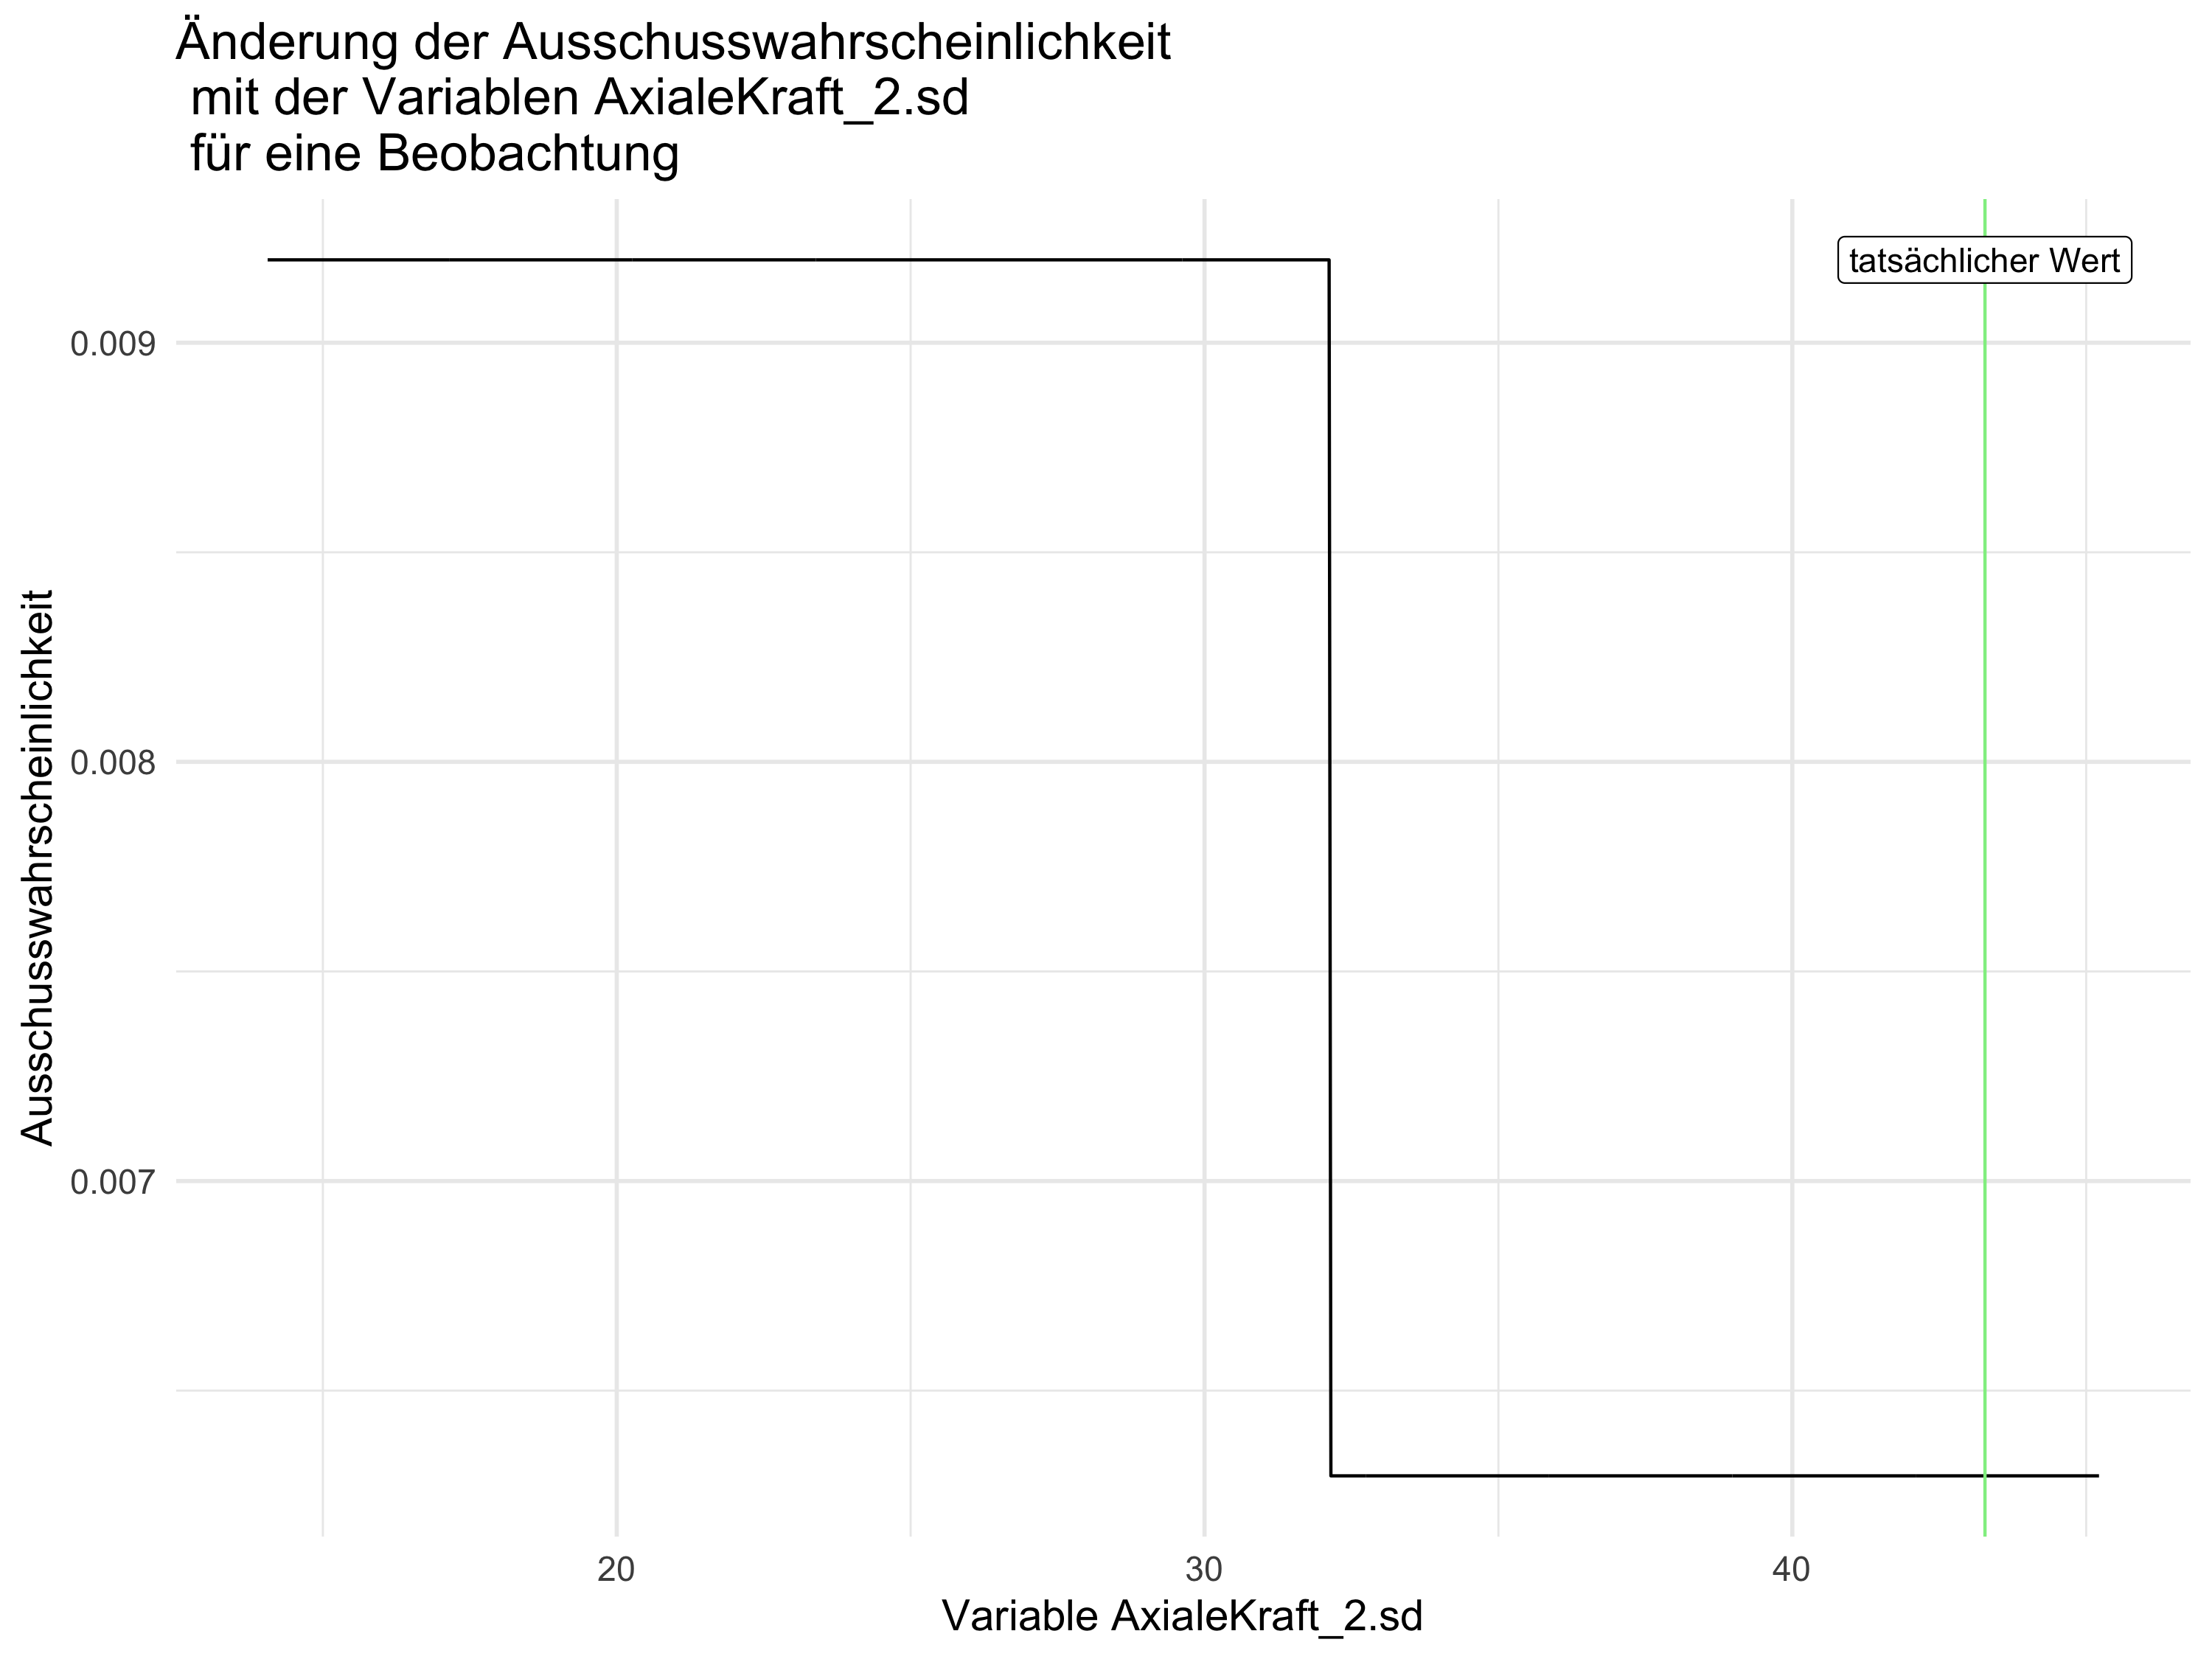 Änderung der Ausschusswahrscheinlichkeit
mit der Variablen AxialeKraft_2.sd
für eine Beobachtung
tatsächlicher Wert
0.009
0.008
0.007
Ausschusswahrscheinlichkeit
20
30
40
Variable AxialeKraft_2.sd